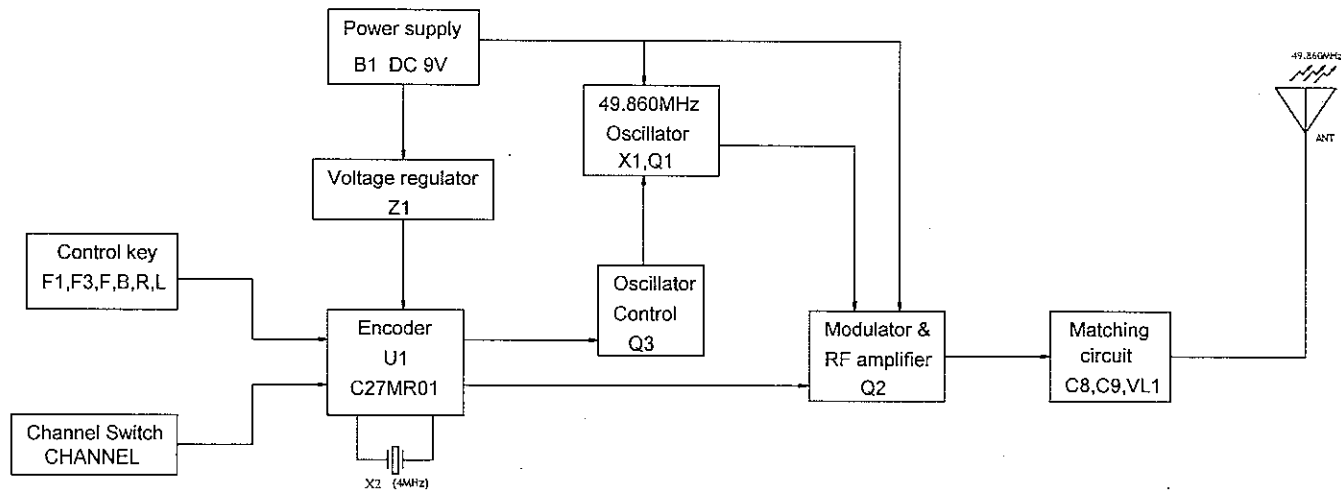 Power supply
B1 DC 9V
49.860MHz
49.860MHz
Oscillator
X1,Q1
ANT
Voltage regulator
Z1
Control key
F1,F3,F,B,R,L
Oscillator
Control
Q3
Encoder
U1
C27MR01
Modulator &
RF amplifier
Q2
Matching
circuit
C8,C9,VL1
Channel Switch
CHANNEL
X2 (4MHz)